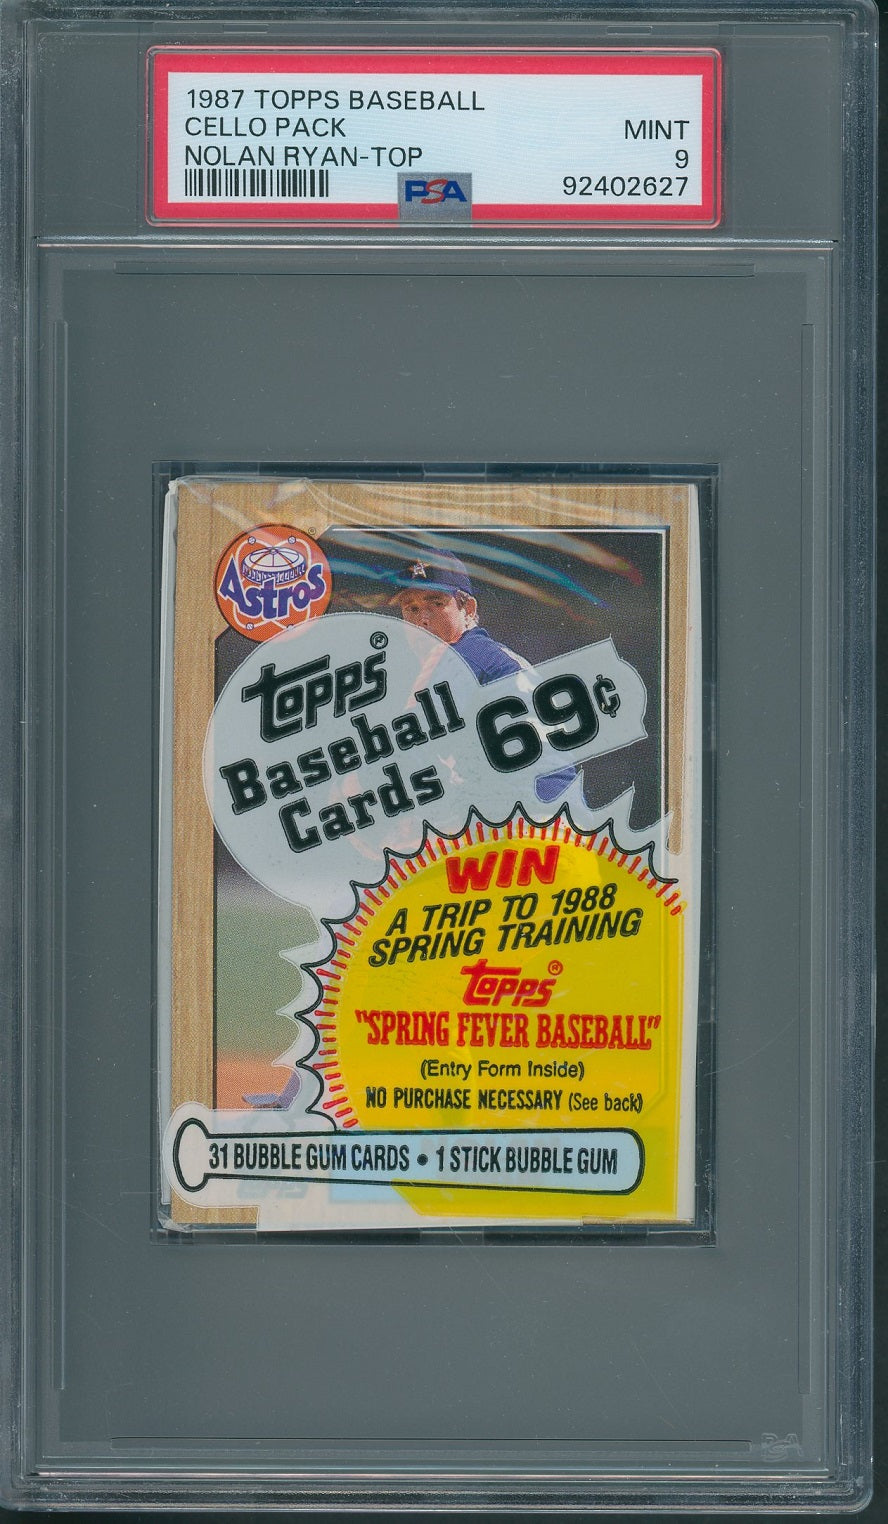 1987 TOPPS BASEBALL
CELLO PACK MINT
NOLAN RYAN-TOP 9
PSA 92402627
Astros
Topps®
Baseball
Cards
69¢
WIN
A TRIP TO 1988
SPRING TRAINING
Topps®
"SPRING FEVER BASEBALL"
(Entry Form Inside)
NO PURCHASE NECESSARY (See back)
31 BUBBLE GUM CARDS • 1 STICK BUBBLE GUM
PSA